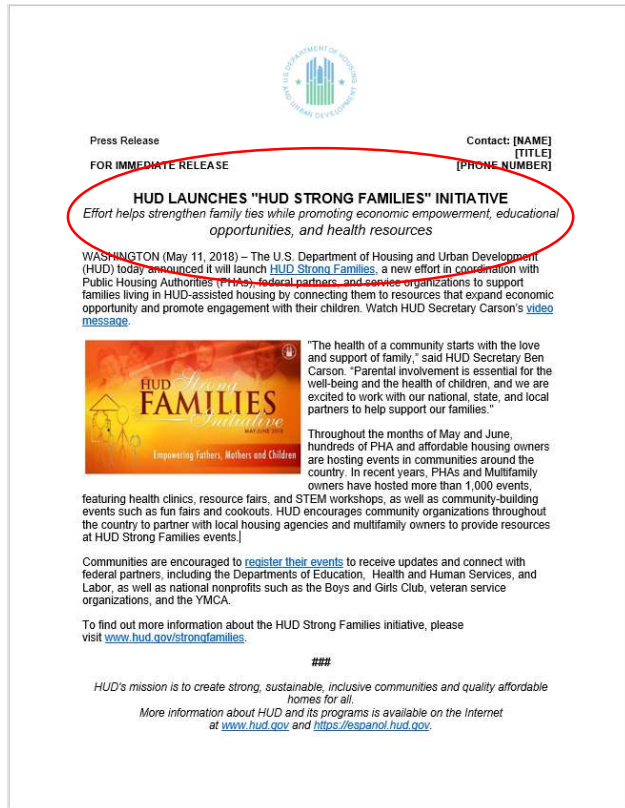 U.S. DEPARTMENT OF HOUSING
AND URBAN DEVELOPMENT
Press Release
Contact: [NAME]
[TITLE]
FOR IMMEDIATE RELEASE
[PHONE NUMBER]
HUD LAUNCHES "HUD STRONG FAMILIES" INITIATIVE
Effort helps strengthen family ties while promoting economic empowerment, educational
opportunities, and health resources
WASHINGTON (May 11, 2018) – The U.S. Department of Housing and Urban Development
(HUD) today announced it will launch HUD Strong Families, a new effort in coordination with
Public Housing Authorities (PHAs), federal partners, and service organizations to support
families living in HUD-assisted housing by connecting them to resources that expand economic
opportunity and promote engagement with their children. Watch HUD Secretary Carson's video
message.
HUD Strong
FAMILIES
Initiative
MAY-JUNE 2018
Empowering Fathers, Mothers and Children
"The health of a community starts with the love
and support of family," said HUD Secretary Ben
Carson. "Parental involvement is essential for the
well-being and the health of children, and we are
excited to work with our national, state, and local
partners to help support our families."
Throughout the months of May and June,
hundreds of PHA and affordable housing owners
are hosting events in communities around the
country. In recent years, PHAs and Multifamily
owners have hosted more than 1,000 events,
featuring health clinics, resource fairs, and STEM workshops, as well as community-building
events such as fun fairs and cookouts. HUD encourages community organizations throughout
the country to partner with local housing agencies and multifamily owners to provide resources
at HUD Strong Families events.
Communities are encouraged to register their events to receive updates and connect with
federal partners, including the Departments of Education, Health and Human Services, and
Labor, as well as national nonprofits such as the Boys and Girls Club, veteran service
organizations, and the YMCA.
To find out more information about the HUD Strong Families initiative, please
visit www.hud.gov/strongfamilies.
###
HUD's mission is to create strong, sustainable, inclusive communities and quality affordable
homes for all.
More information about HUD and its programs is available on the Internet
at www.hud.gov and https://espanol.hud.gov.